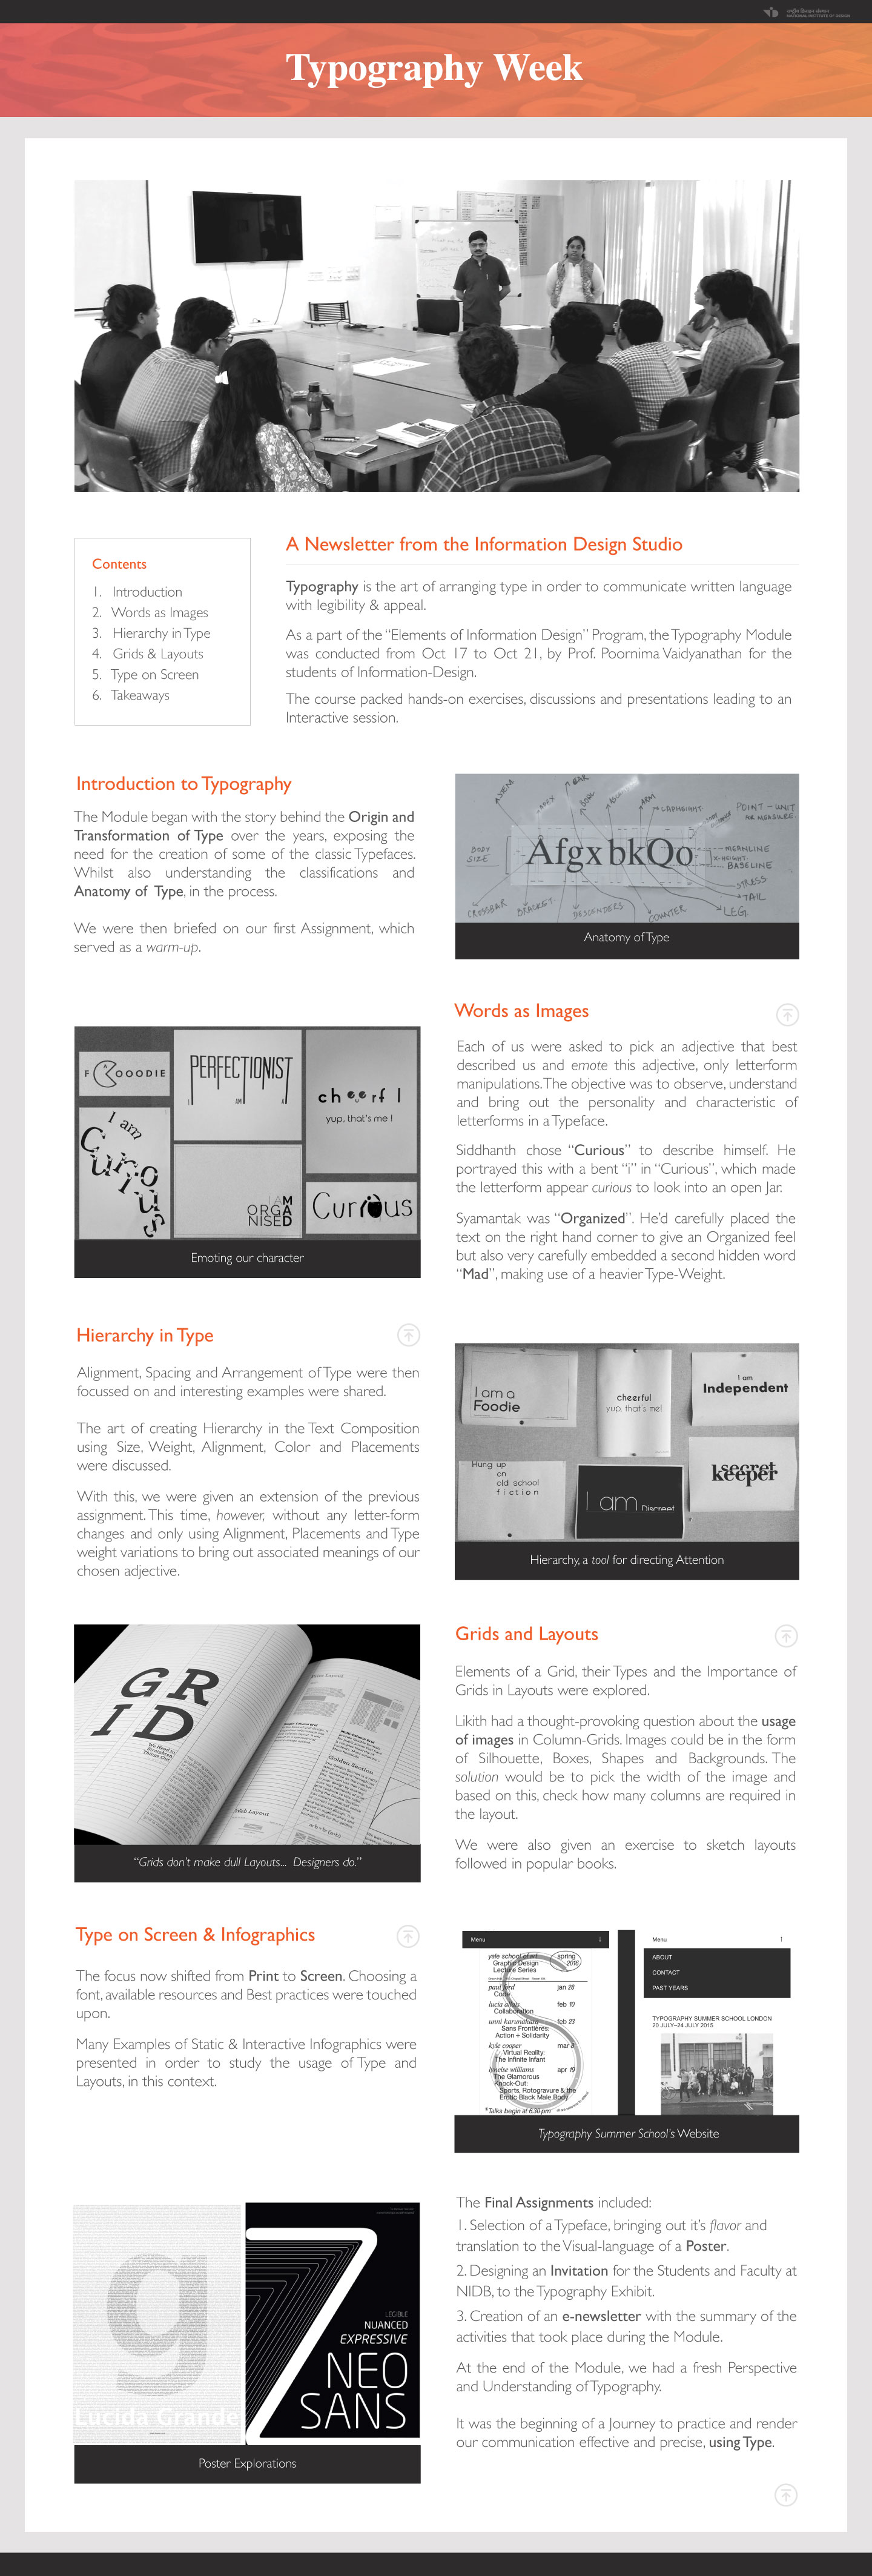 राष्ट्रीय डिज़ाइन संस्थान
NATIONAL INSTITUTE OF DESIGN
Typography Week
Contents
1. Introduction
2. Words as Images
3. Hierarchy in Type
4. Grids & Layouts
5. Type on Screen
6. Takeaways
A Newsletter from the Information Design Studio
Typography is the art of arranging type in order to communicate written language
with legibility & appeal.
As a part of the “Elements of Information Design” Program, the Typography Module
was conducted from Oct 17 to Oct 21, by Prof. Poornima Vaidyanathan for the
students of Information-Design.
The course packed hands-on exercises, discussions and presentations leading to an
Interactive session.
Introduction to Typography
The Module began with the story behind the Origin and
Transformation of Type over the years, exposing the
need for the creation of some of the classic Typefaces.
Whilst also understanding the classifications and
Anatomy of Type, in the process.
We were then briefed on our first Assignment, which
served as a warm-up.
STEM
APEX
EAR
BOWL
ARM
POINT - UNIT
FOR MEASURE.
BODY
SIZE
Afgx bkQo
MEANLINE
X-HEIGHT
BASELINE
STRESS
TAIL
LEG
CROSSBAR
BRACKET
DESCENDERS
COUNTER
Anatomy of Type
Words as Images
Each of us were asked to pick an adjective that best
described us and emote this adjective, only letterform
manipulations. The objective was to observe, understand
and bring out the personality and characteristic of
letterforms in a Typeface.
Siddhanth chose “Curious” to describe himself. He
portrayed this with a bent “i” in “Curious”, which made
the letterform appear curious to look into an open Jar.
Syamantak was “Organized”. He’d carefully placed the
text on the right hand corner to give an Organized feel
but also very carefully embedded a second hidden word
“Mad”, making use of a heavier Type-Weight.
F OOODIE
PERFECTIONIST
I AM A
cheerful
yup, that's me !
I am
Curious
I AM
ORGA
NISED
Curious
Emoting our character
Hierarchy in Type
Alignment, Spacing and Arrangement of Type were then
focussed on and interesting examples were shared.
The art of creating Hierarchy in the Text Composition
using Size, Weight, Alignment, Color and Placements
were discussed.
With this, we were given an extension of the previous
assignment. This time, however, without any letter-form
changes and only using Alignment, Placements and Type
weight variations to bring out associated meanings of our
chosen adjective.
I am a
Foodie
cheerful
yup, that's me!
I am
Independent
Hung up
on
old school
fiction
I am Discreet
secret
keeper
Hierarchy, a tool for directing Attention
GR
ID
Golden Section
Web Layout
“Grids don’t make dull Layouts... Designers do.”
Grids and Layouts
Elements of a Grid, their Types and the Importance of
Grids in Layouts were explored.
Likith had a thought-provoking question about the usage
of images in Column-Grids. Images could be in the form
of Silhouette, Boxes, Shapes and Backgrounds. The
solution would be to pick the width of the image and
based on this, check how many columns are required in
the layout.
We were also given an exercise to sketch layouts
followed in popular books.
Type on Screen & Infographics
The focus now shifted from Print to Screen. Choosing a
font, available resources and Best practices were touched
upon.
Many Examples of Static & Interactive Infographics were
presented in order to study the usage of Type and
Layouts, in this context.
Menu ↓
yale school of art spring
Graphic Design 2016
Lecture Series
paul ford jan 28
Code
lucia allais feb 10
Collaboration
unni karunakara feb 23
Sans Frontières:
Action + Solidarity
kyle cooper mar 8
Virtual Reality:
The Infinite Infant
apr 19
The Glamorous
Knock-Out:
Sports, Rotogravure & the
Erotic Black Male Body
*Talks begin at 6.30 pm
Menu ↑
ABOUT
CONTACT
PAST YEARS
TYPOGRAPHY SUMMER SCHOOL LONDON
20 JULY–24 JULY 2015
Typography Summer School’s Website
g
Lucida Grande
LEGIBLE
NUANCED
EXPRESSIVE
NEO
SANS
Poster Explorations
The Final Assignments included:
1. Selection of a Typeface, bringing out it’s flavor and
translation to the Visual-language of a Poster.
2. Designing an Invitation for the Students and Faculty at
NIDB, to the Typography Exhibit.
3. Creation of an e-newsletter with the summary of the
activities that took place during the Module.
At the end of the Module, we had a fresh Perspective
and Understanding of Typography.
It was the beginning of a Journey to practice and render
our communication effective and precise, using Type.